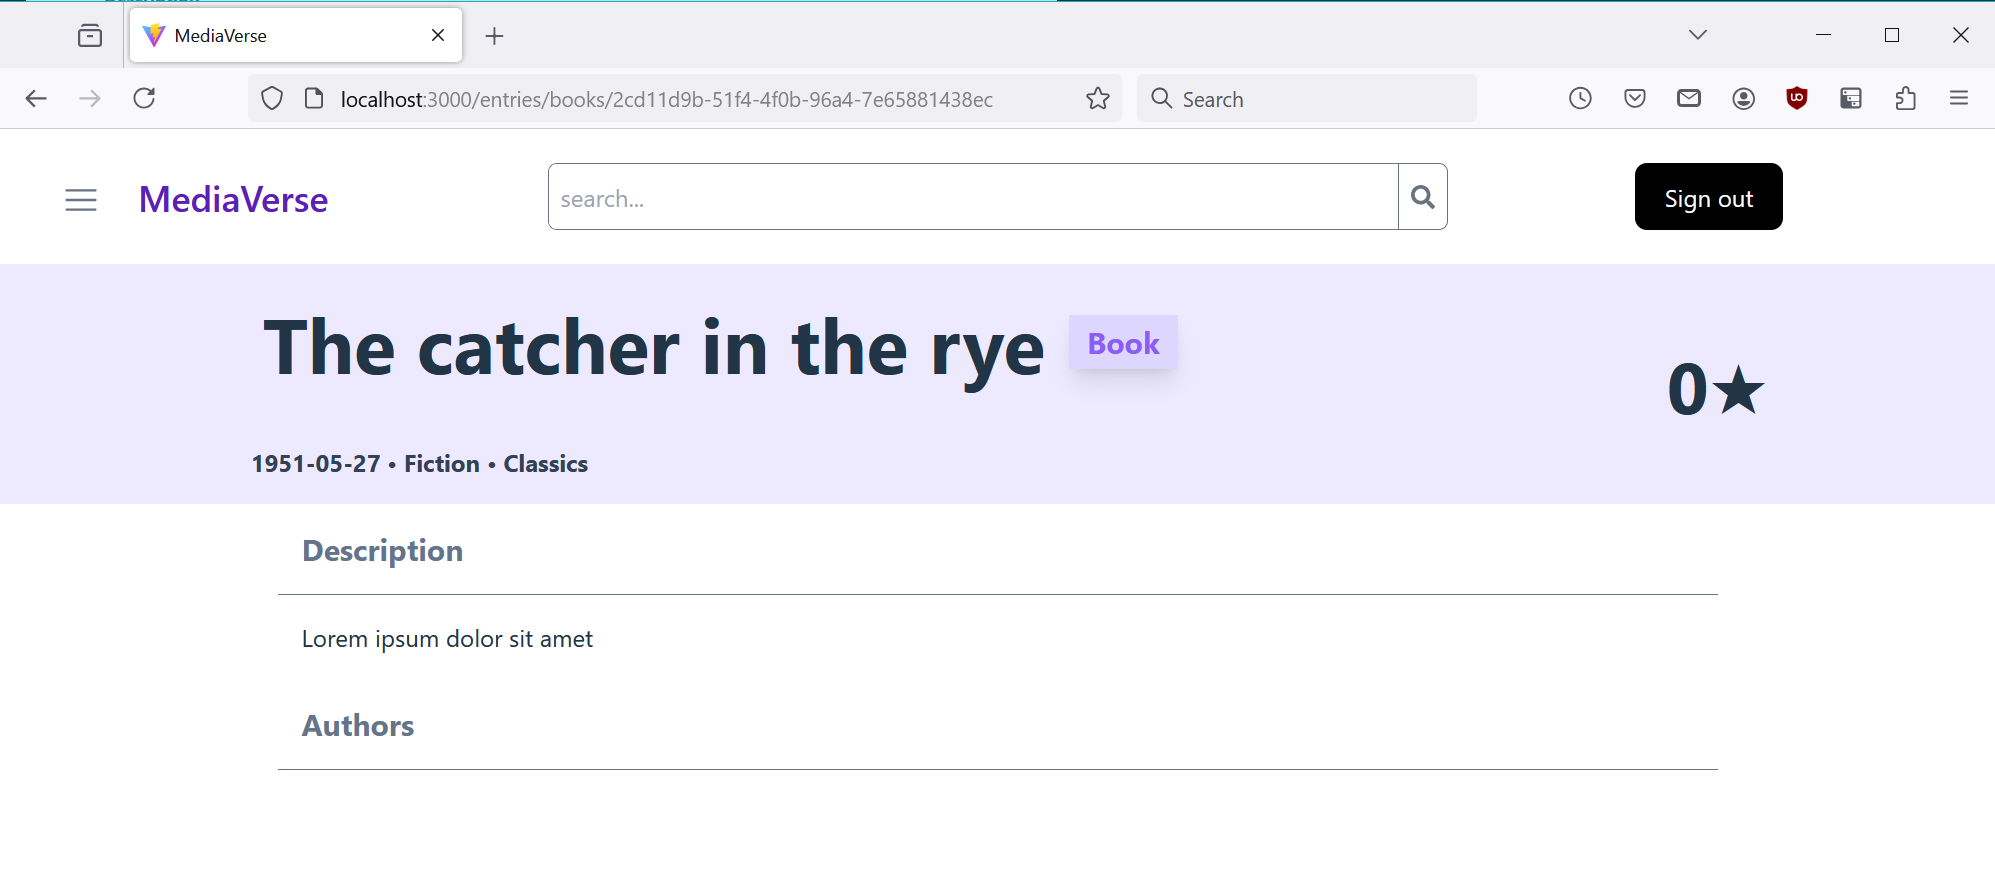 MediaVerse
localhost:3000/entries/books/2cd11d9b-51f4-4f0b-96a4-7e65881438ec
Search
MediaVerse
search...
Sign out
The catcher in the rye
Book
0★
1951-05-27 • Fiction • Classics
Description
Lorem ipsum dolor sit amet
Authors